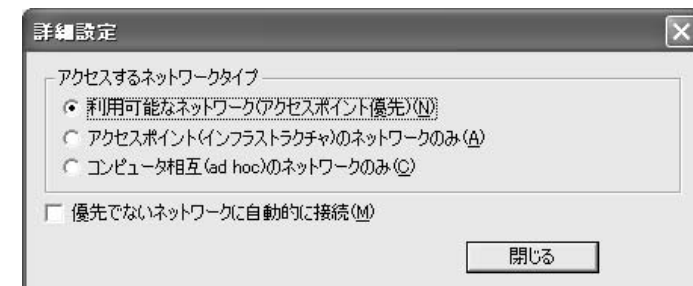 詳細設定
アクセスするネットワークタイプ
利用可能なネットワーク(アクセスポイント優先)(N)
アクセスポイント(インフラストラクチャ)のネットワークのみ(A)
コンピュータ相互(ad hoc)のネットワークのみ(C)
優先でないネットワークに自動的に接続(M)
閉じる